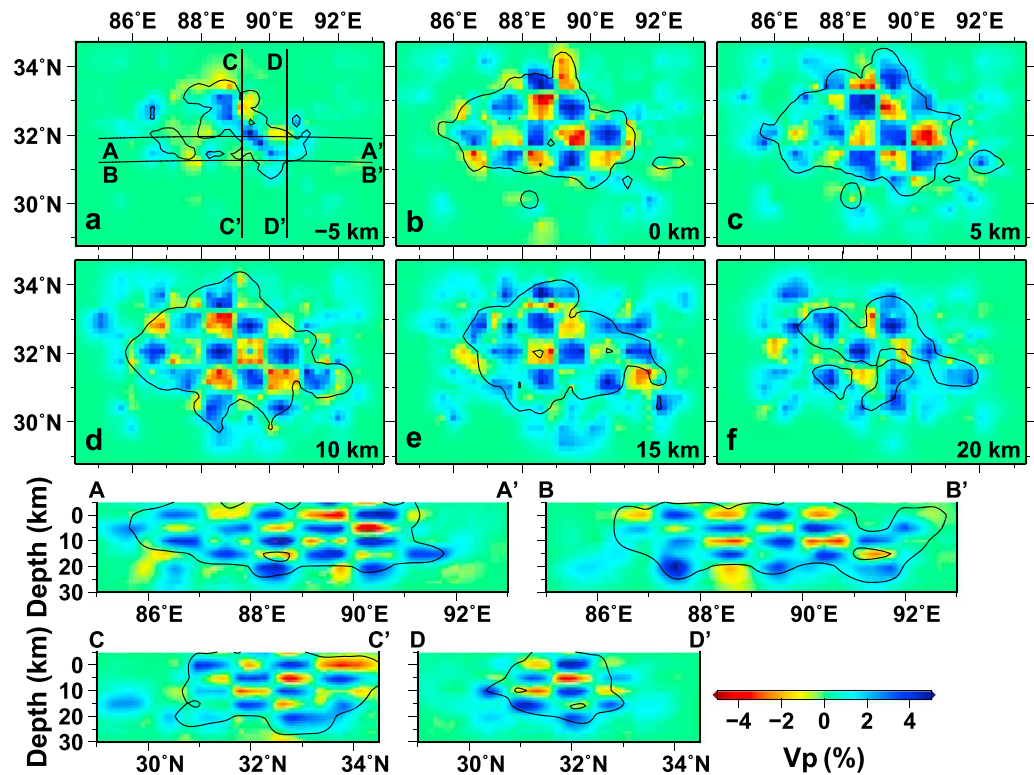 86˚E 88˚E 90˚E 92˚E 86˚E 88˚E 90˚E 92˚E 86˚E 88˚E 90˚E 92˚E
34˚N 32˚N 30˚N
C D
A A’
B B’
C’ D’
a −5 km
b 0 km
c 5 km
34˚N 32˚N 30˚N
d 10 km
e 15 km
f 20 km
A A’ B B’
Depth (km)
0 10 20 30
86˚E 88˚E 90˚E 92˚E 86˚E 88˚E 90˚E 92˚E
C C’ D D’
Depth (km)
0 10 20 30
30˚N 32˚N 34˚N 30˚N 32˚N 34˚N
−4 −2 0 2 4
Vp (%)